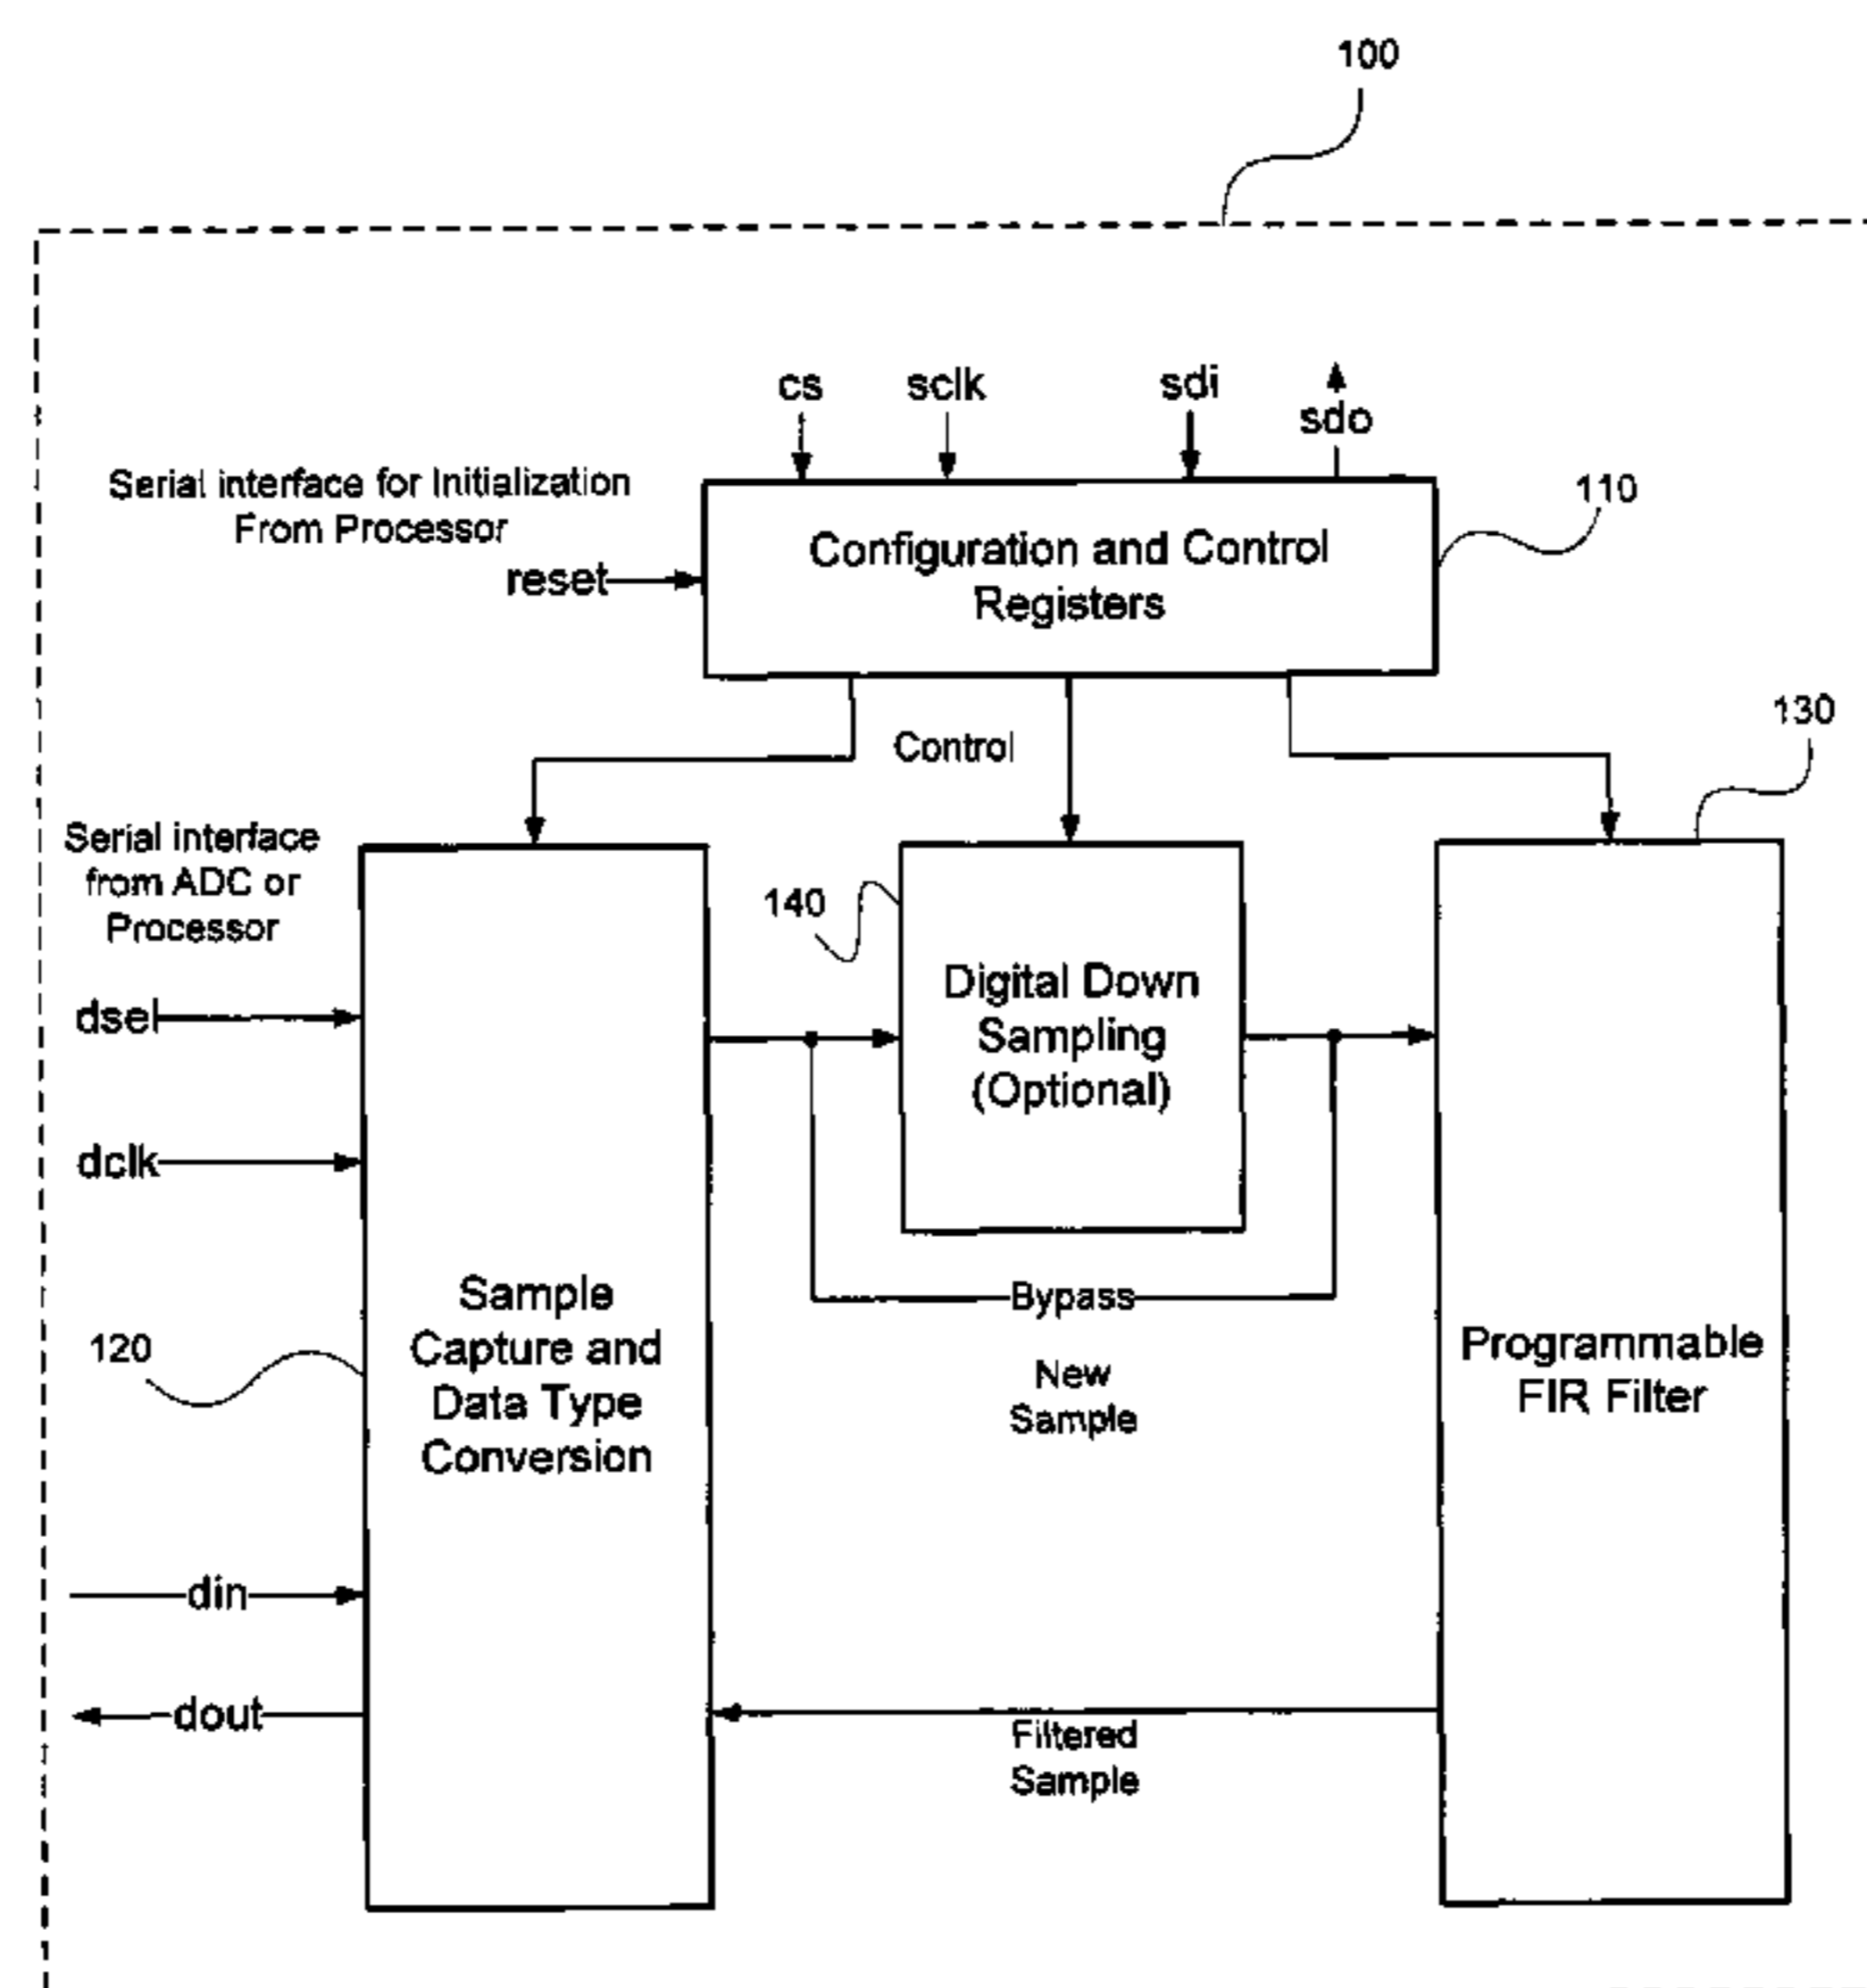 100
cs
sclk
sdi
sdo
Serial interface for Initialization
From Processor
110
Configuration and Control
Registers
reset
130
Control
Serial interface
from ADC or
Processor
140
Digital Down
Sampling
(Optional)
dsel
dclk
Sample
Capture and
Data Type
Conversion
120
Bypass
New
Sample
Programmable
FIR Filter
din
dout
Filtered
Sample